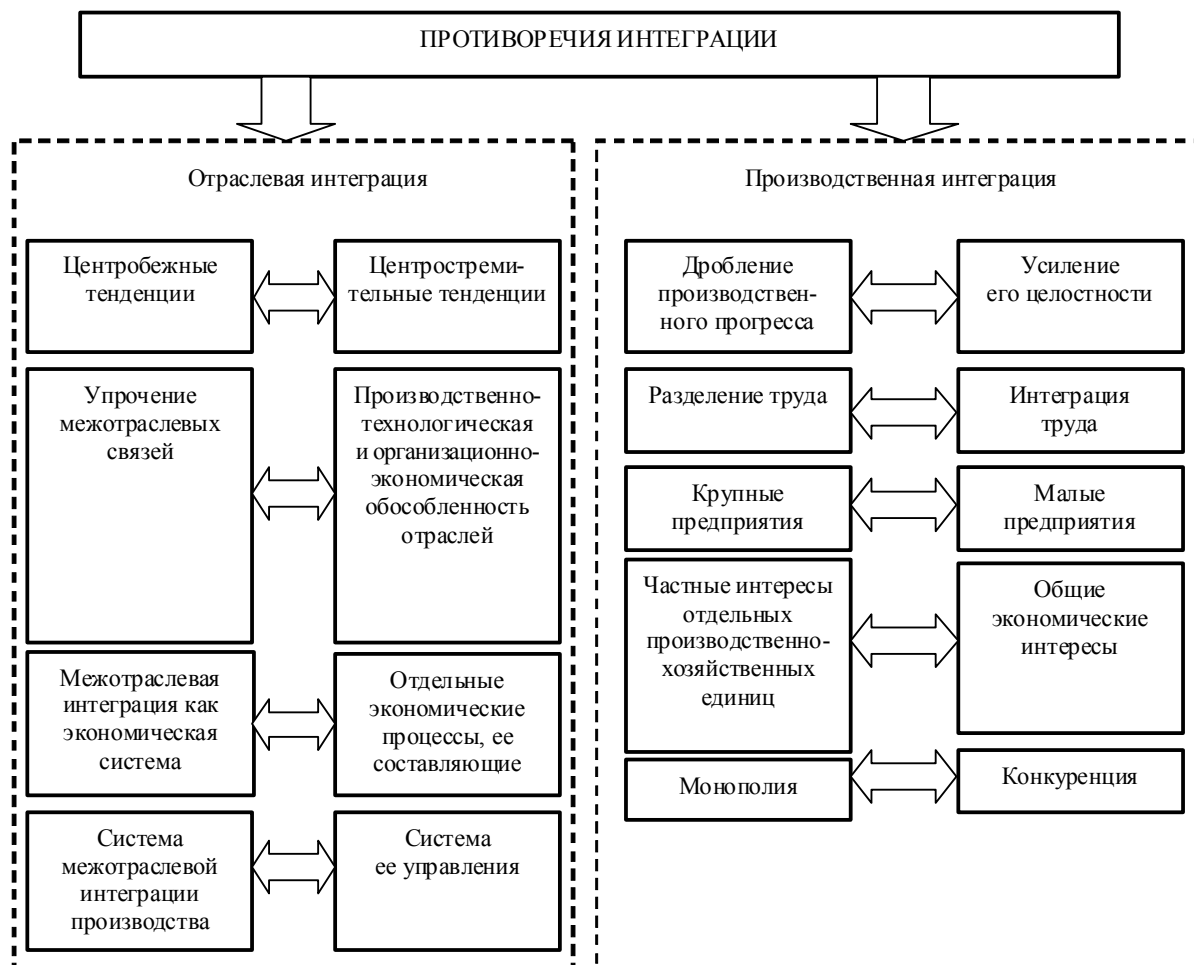 ПРОТИВОРЕЧИЯ ИНТЕГРАЦИИ
Отраслевая интеграция
Центробежные
тенденции
Центростреми-
тельные тенденции
Упрочение
межотраслевых
связей
Производственно-
технологическая
и организационно-
экономическая
обособленность
отраслей
Межотраслевая
интеграция как
экономическая
система
Отдельные
экономические
процессы, ее
составляющие
Система
межотраслевой
интеграции
производства
Система
ее управления
Производственная интеграция
Дробление
производствен-
ного прогресса
Усиление
его целостности
Разделение труда
Интеграция
труда
Крупные
предприятия
Малые
предприятия
Частные интересы
отдельных
производственно-
хозяйственных
единиц
Общие
экономические
интересы
Монополия
Конкуренция